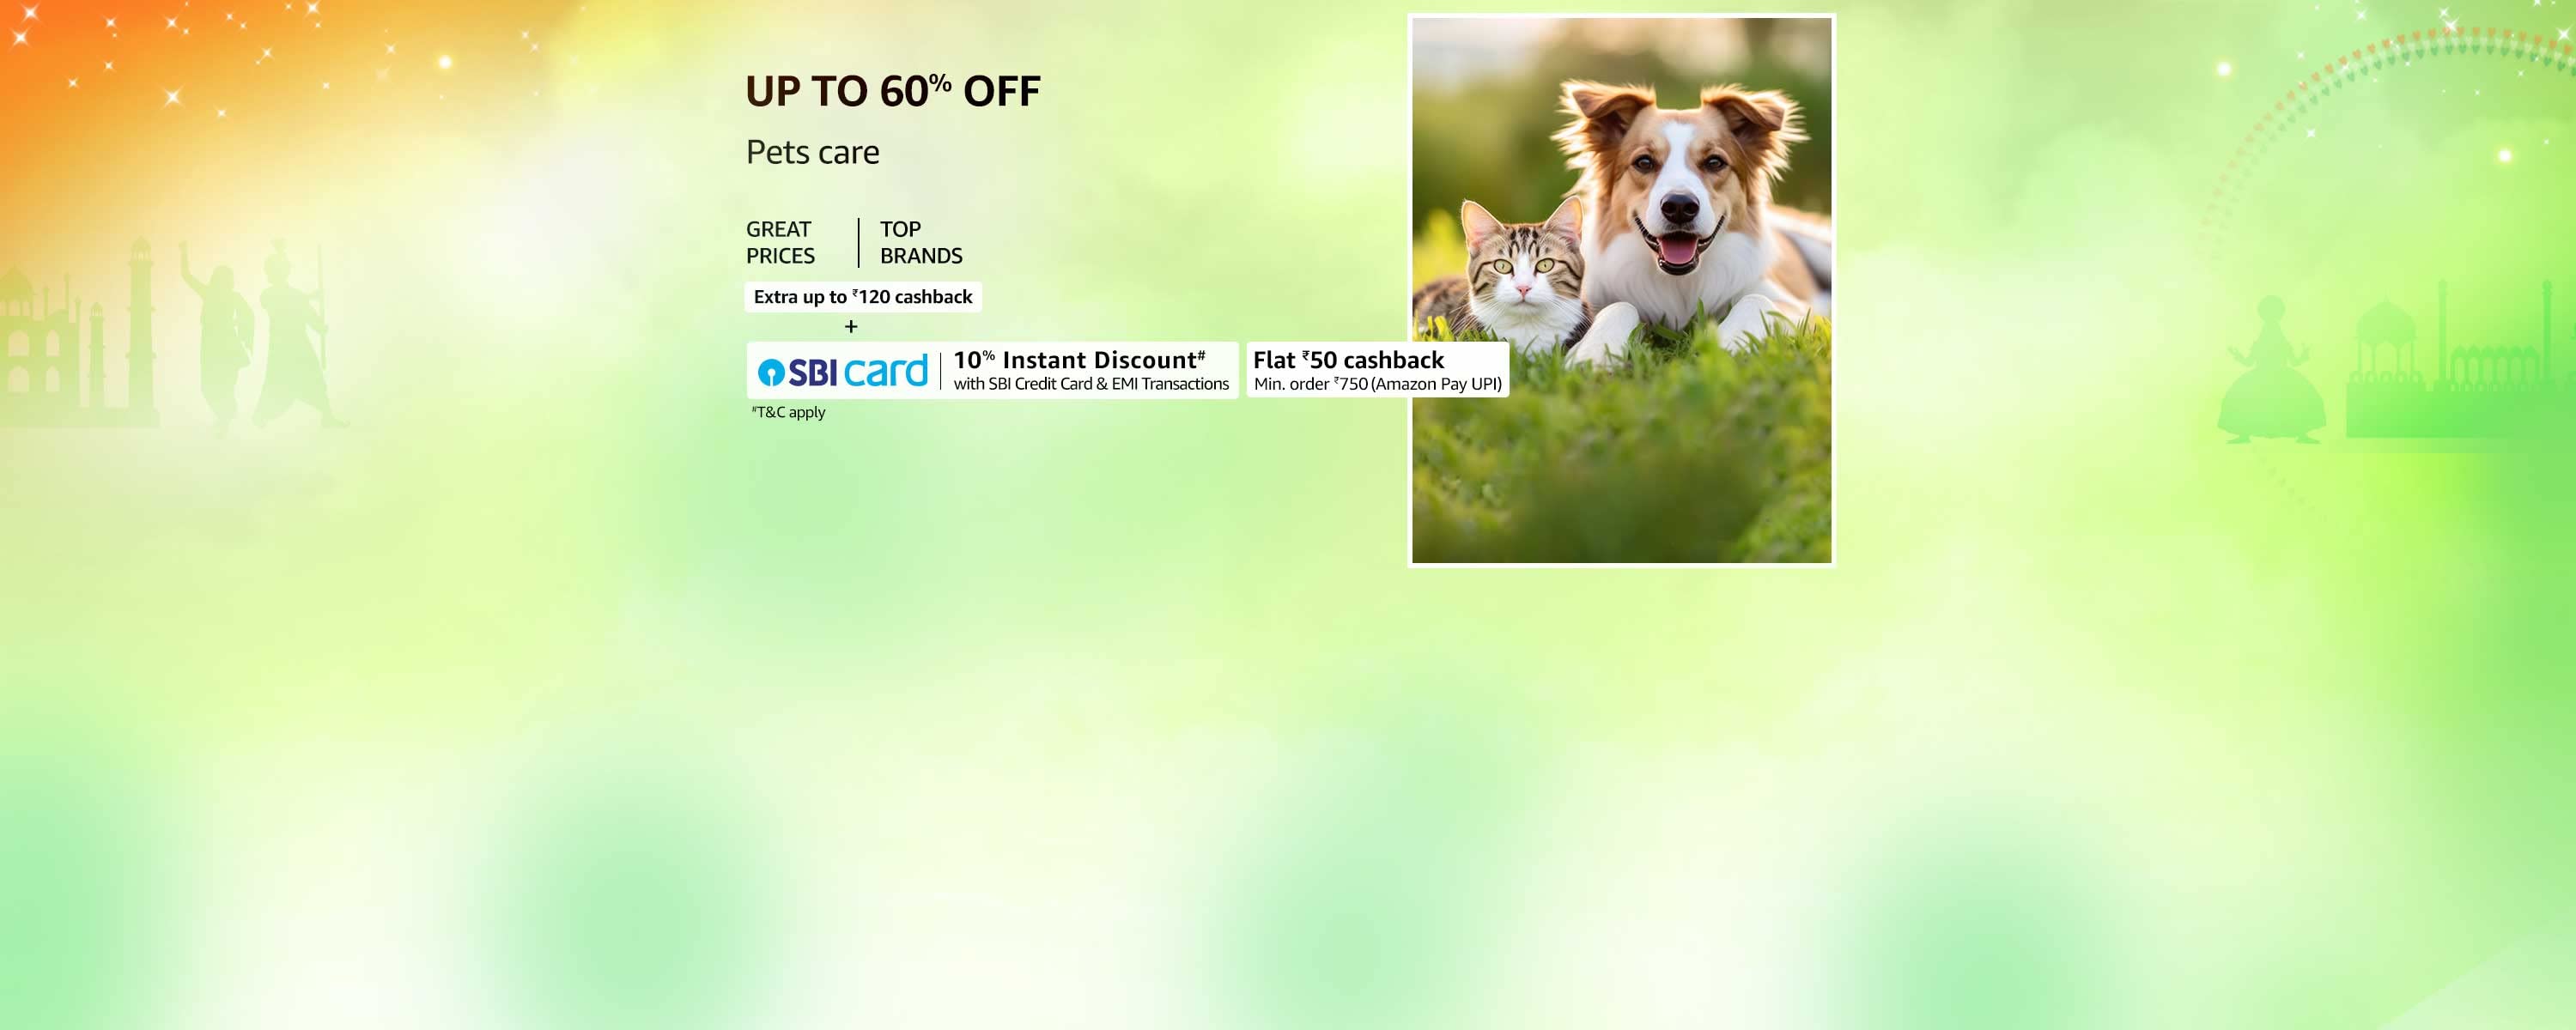 UP TO 60% OFF
Pets care
GREAT PRICES
TOP BRANDS
Extra up to ₹120 cashback
+
SBI card
10% Instant Discount#
with SBI Credit Card & EMI Transactions
Flat ₹50 cashback
Min. order ₹750 (Amazon Pay UPI)
#T&C apply